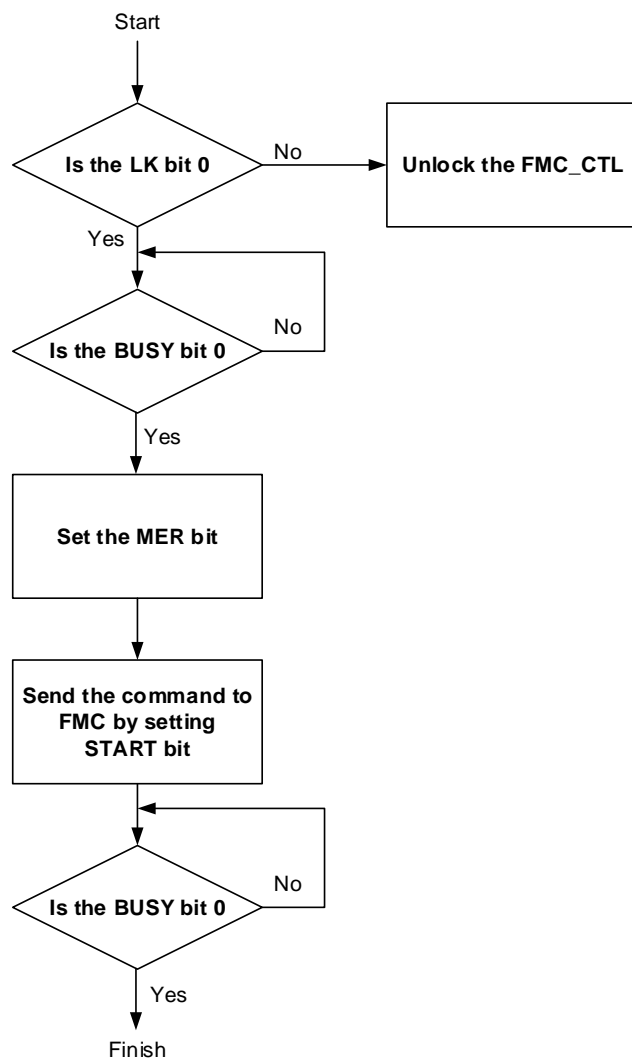 Start
Is the LK bit 0
No
Unlock the FMC_CTL
Yes
No
Is the BUSY bit 0
Yes
Set the MER bit
Send the command to
FMC by setting
START bit
No
Is the BUSY bit 0
Yes
Finish